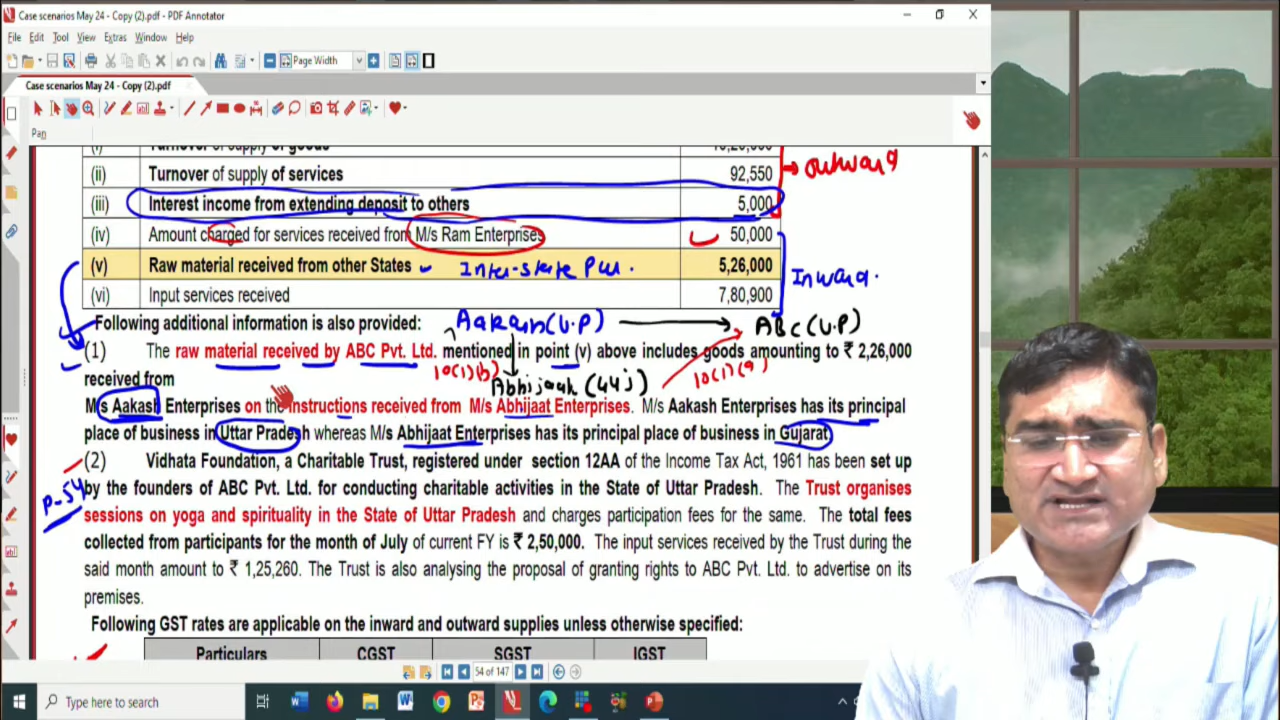 Case scenarios May 24 - Copy (2).pdf - PDF Annotator
File Edit Tool View Extras Window Help
Page Width
Case scenarios May 24 - Copy (2).pdf
Pan
(i) Turnover of supply of goods
(ii) Turnover of supply of services 92,550
outward
(iii) Interest income from extending deposit to others 5,000
(iv) Amount charged for services received from M/s Ram Enterprises 50,000
(v) Raw material received from other States Inter-state Pur. 5,26,000
Inward.
(vi) Input services received 7,80,900
Following additional information is also provided:
Aakash (U.P) ABC (U.P)
(1) The raw material received by ABC Pvt. Ltd. mentioned in point (v) above includes goods amounting to ₹ 2,26,000
received from
10(1)(b) Abhijaat (Guj) 10(1)(a)
M/s Aakash Enterprises on the instructions received from M/s Abhijaat Enterprises. M/s Aakash Enterprises has its principal
place of business in Uttar Pradesh whereas M/s Abhijaat Enterprises has its principal place of business in Gujarat.
(2) Vidhata Foundation, a Charitable Trust, registered under section 12AA of the Income Tax Act, 1961 has been set up
P-54
by the founders of ABC Pvt. Ltd. for conducting charitable activities in the State of Uttar Pradesh. The Trust organises
sessions on yoga and spirituality in the State of Uttar Pradesh and charges participation fees for the same. The total fees
collected from participants for the month of July of current FY is ₹ 2,50,000. The input services received by the Trust during the
said month amount to ₹ 1,25,260. The Trust is also analysing the proposal of granting rights to ABC Pvt. Ltd. to advertise on its
premises.
Following GST rates are applicable on the inward and outward supplies unless otherwise specified:
Particulars CGST SGST IGST
54 of 147
Type here to search